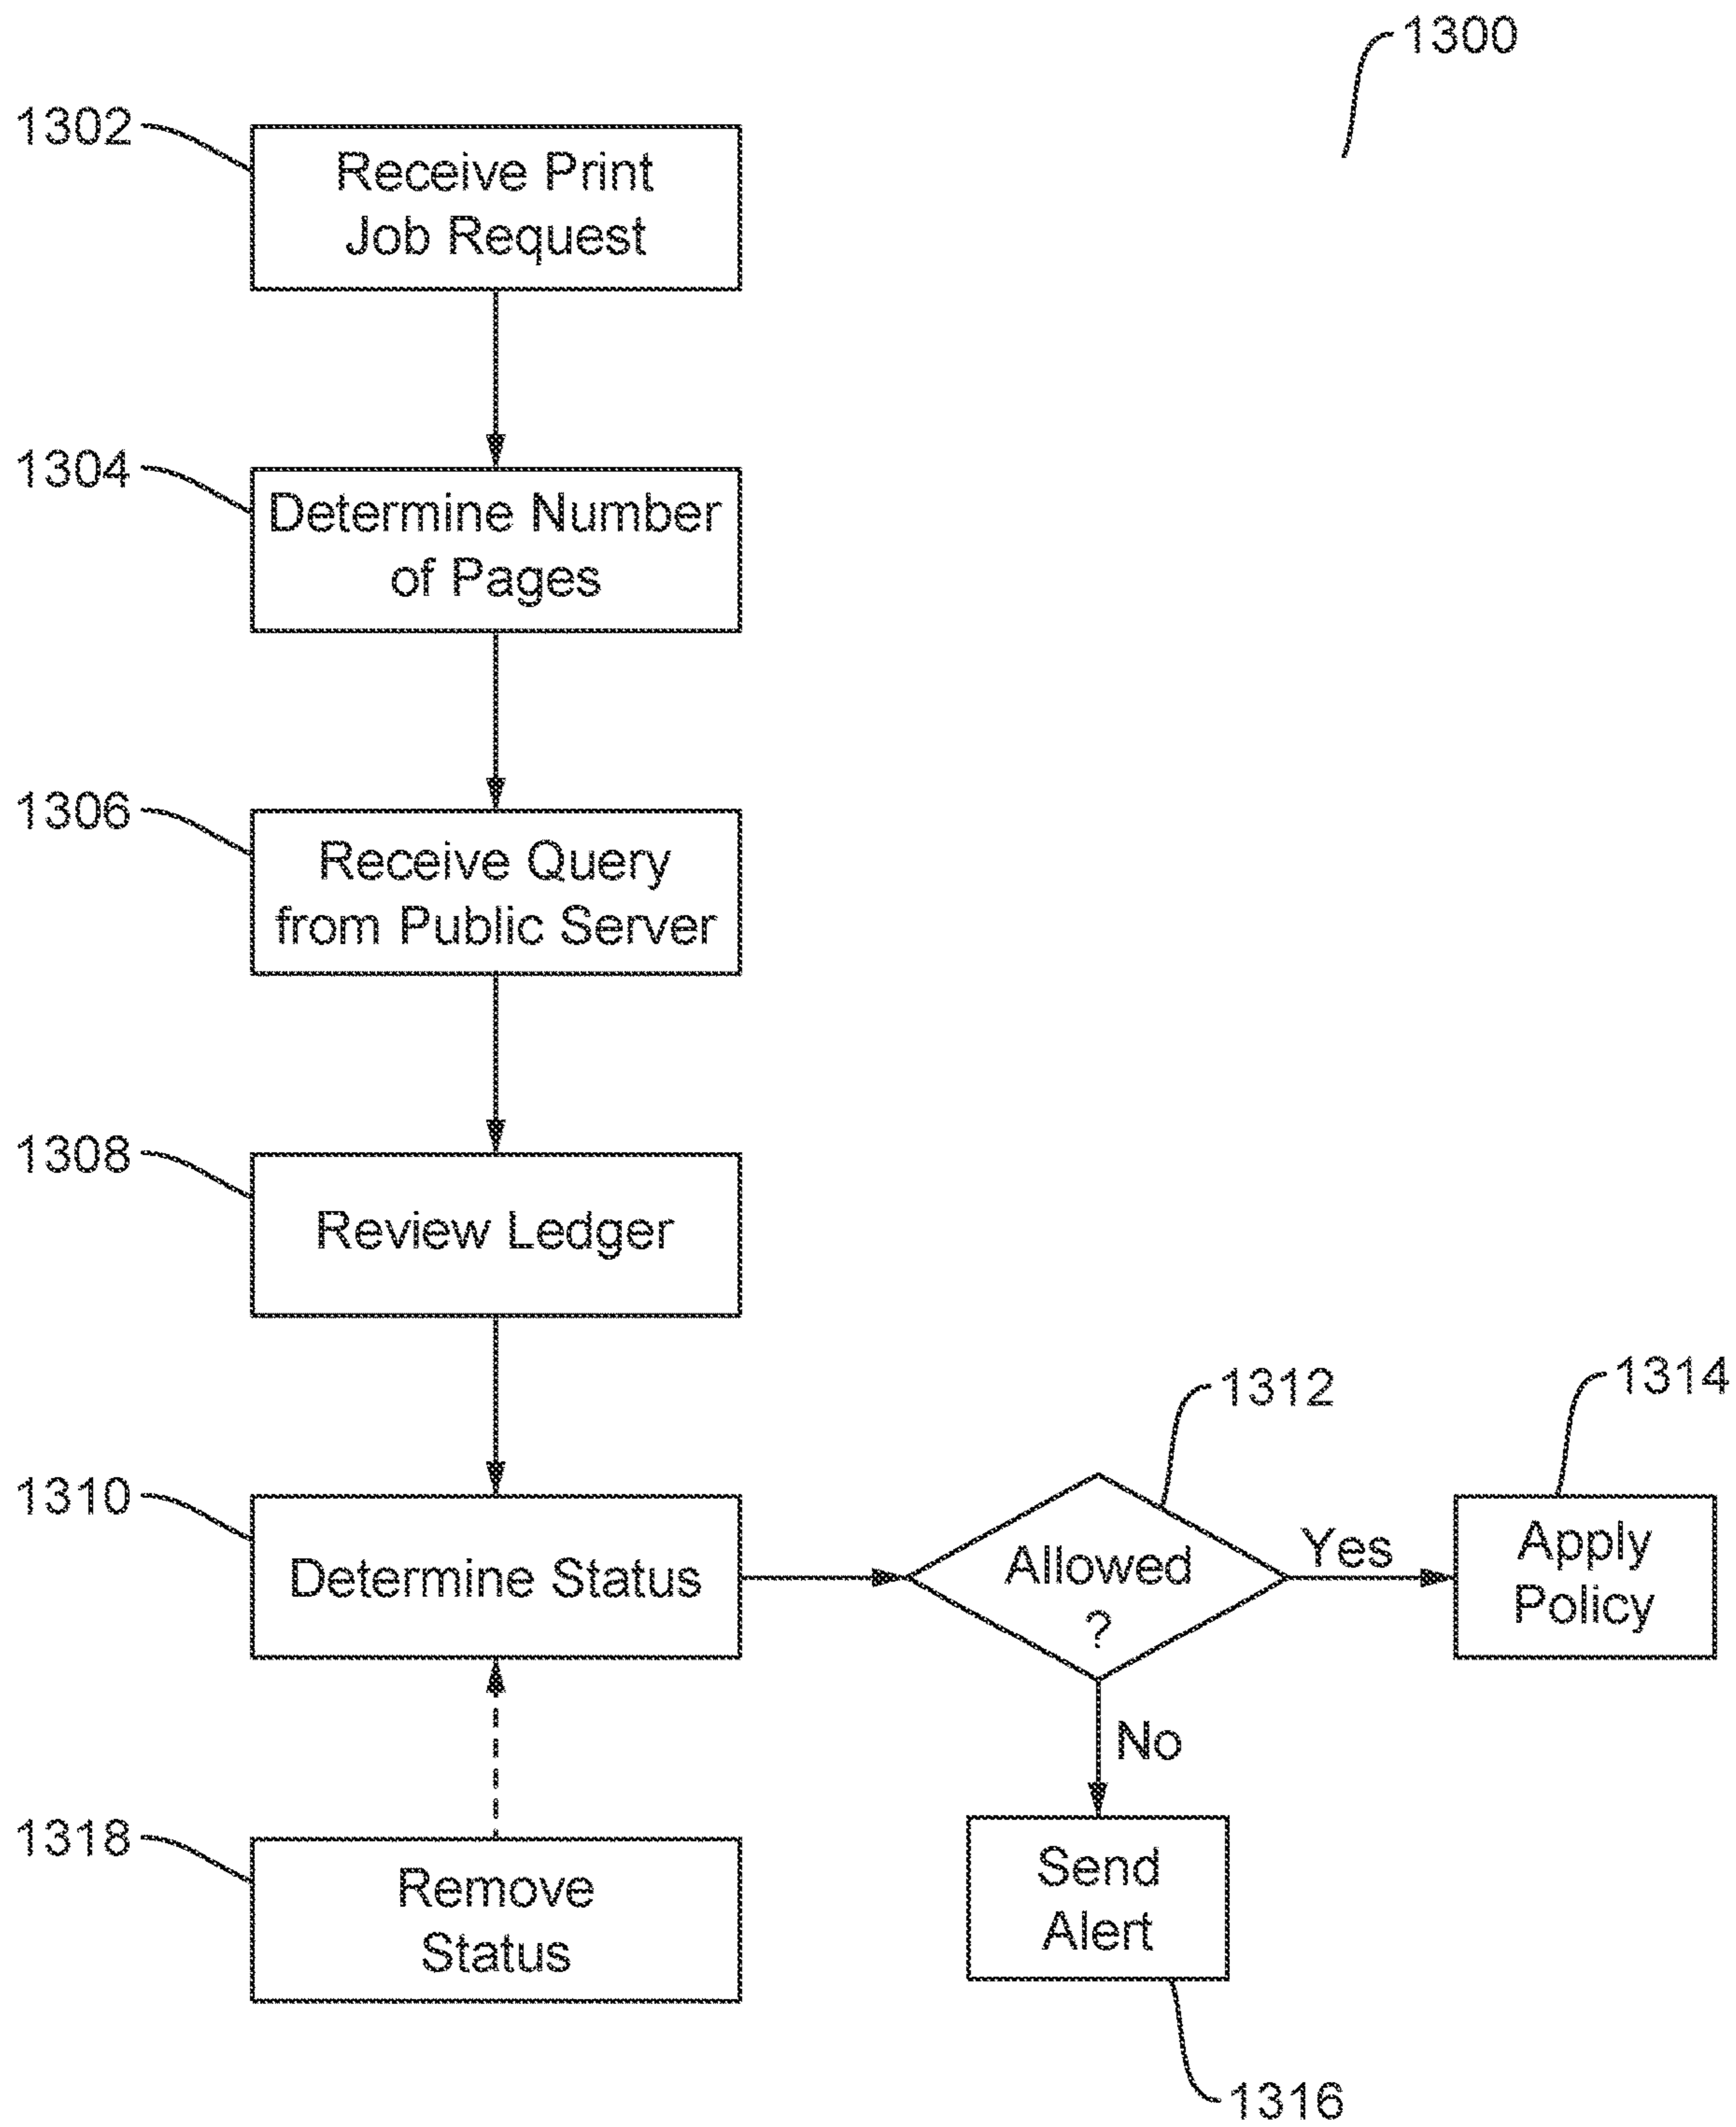 1300
1302
Receive Print
Job Request
1304
Determine Number
of Pages
1306
Receive Query
from Public Server
1308
Review Ledger
1310
Determine Status
1312
Allowed
?
Yes
1314
Apply
Policy
No
Send
Alert
1316
1318
Remove
Status